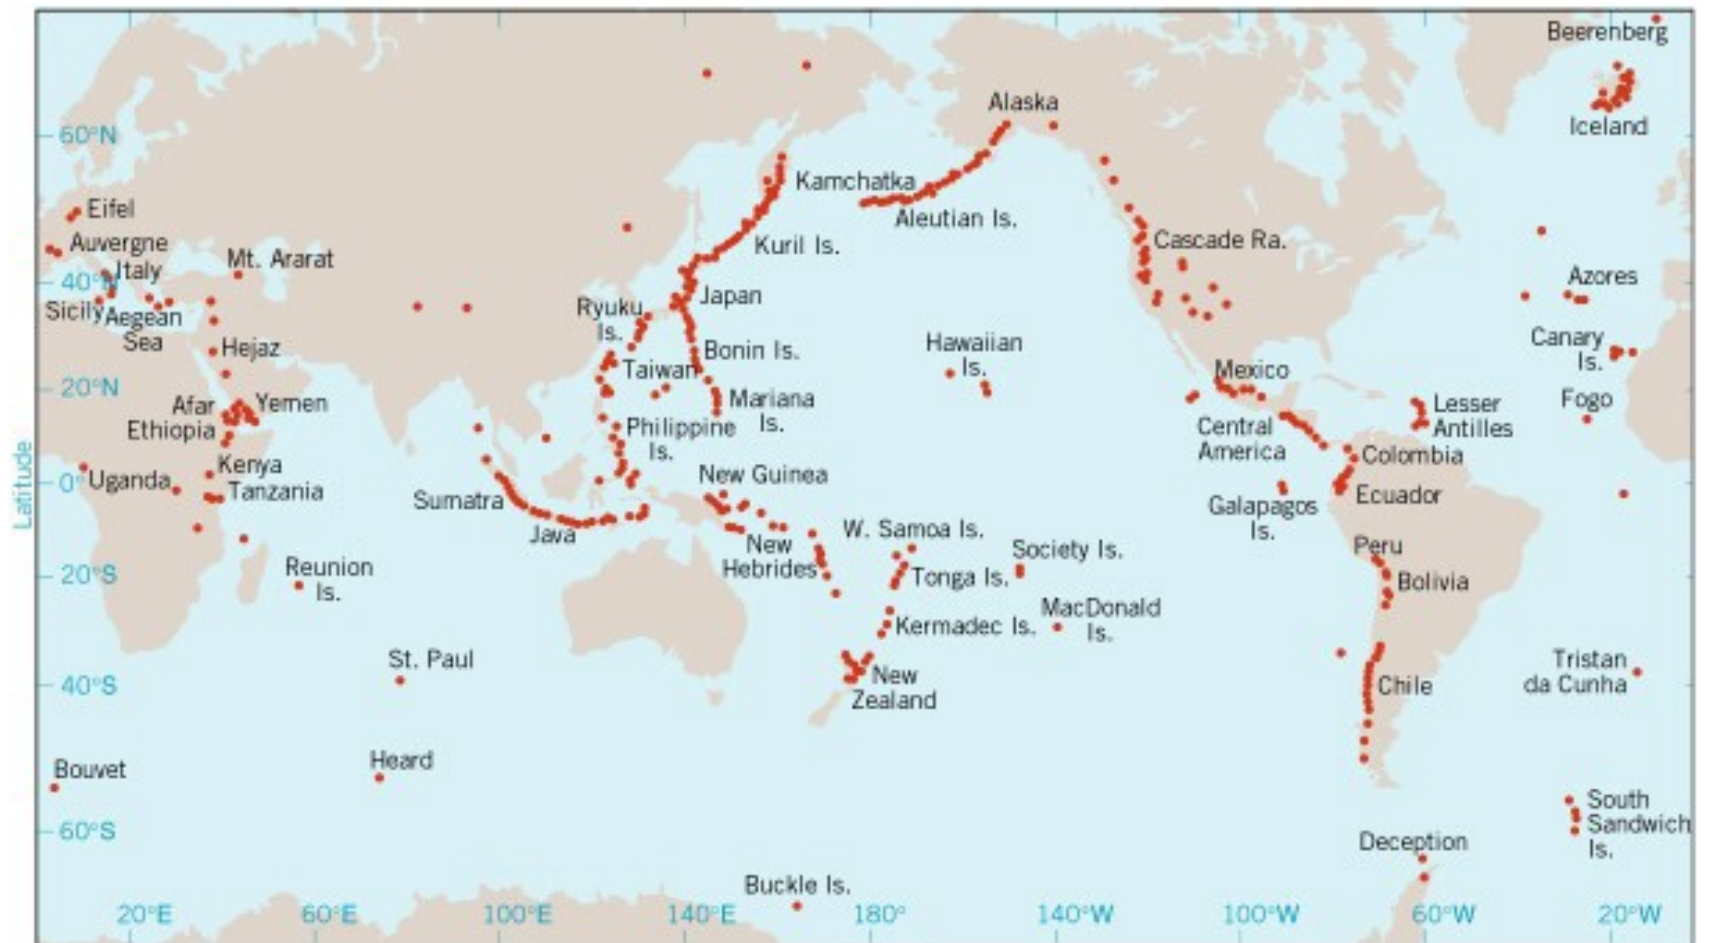 Beerenberg
Alaska
60°N
Iceland
Kamchatka
Eifel
Aleutian Is.
Auvergne
Kuril Is.
Cascade Ra.
Mt. Ararat
Italy
40°N
Azores
Japan
Sicily
Aegean
Sea
Ryuku
Is.
Hejaz
Bonin Is.
Hawaiian
Is.
Canary
Is.
Taiwan
Mexico
20°N
Afar
Yemen
Mariana
Is.
Fogo
Lesser
Antilles
Ethiopia
Philippine
Is.
Central
America
Colombia
Kenya
Uganda
Tanzania
New Guinea
0°
Latitude
Sumatra
Galapagos
Is.
Ecuador
Java
New
Hebrides
W. Samoa Is.
Society Is.
Peru
Reunion
Is.
20°S
Tonga Is.
Bolivia
MacDonald
Is.
Kermadec Is.
St. Paul
New
Zealand
Tristan
da Cunha
40°S
Chile
Heard
Bouvet
South
Sandwich
Is.
60°S
Deception
Buckle Is.
20°E
60°E
100°E
140°E
180°
140°W
100°W
60°W
20°W